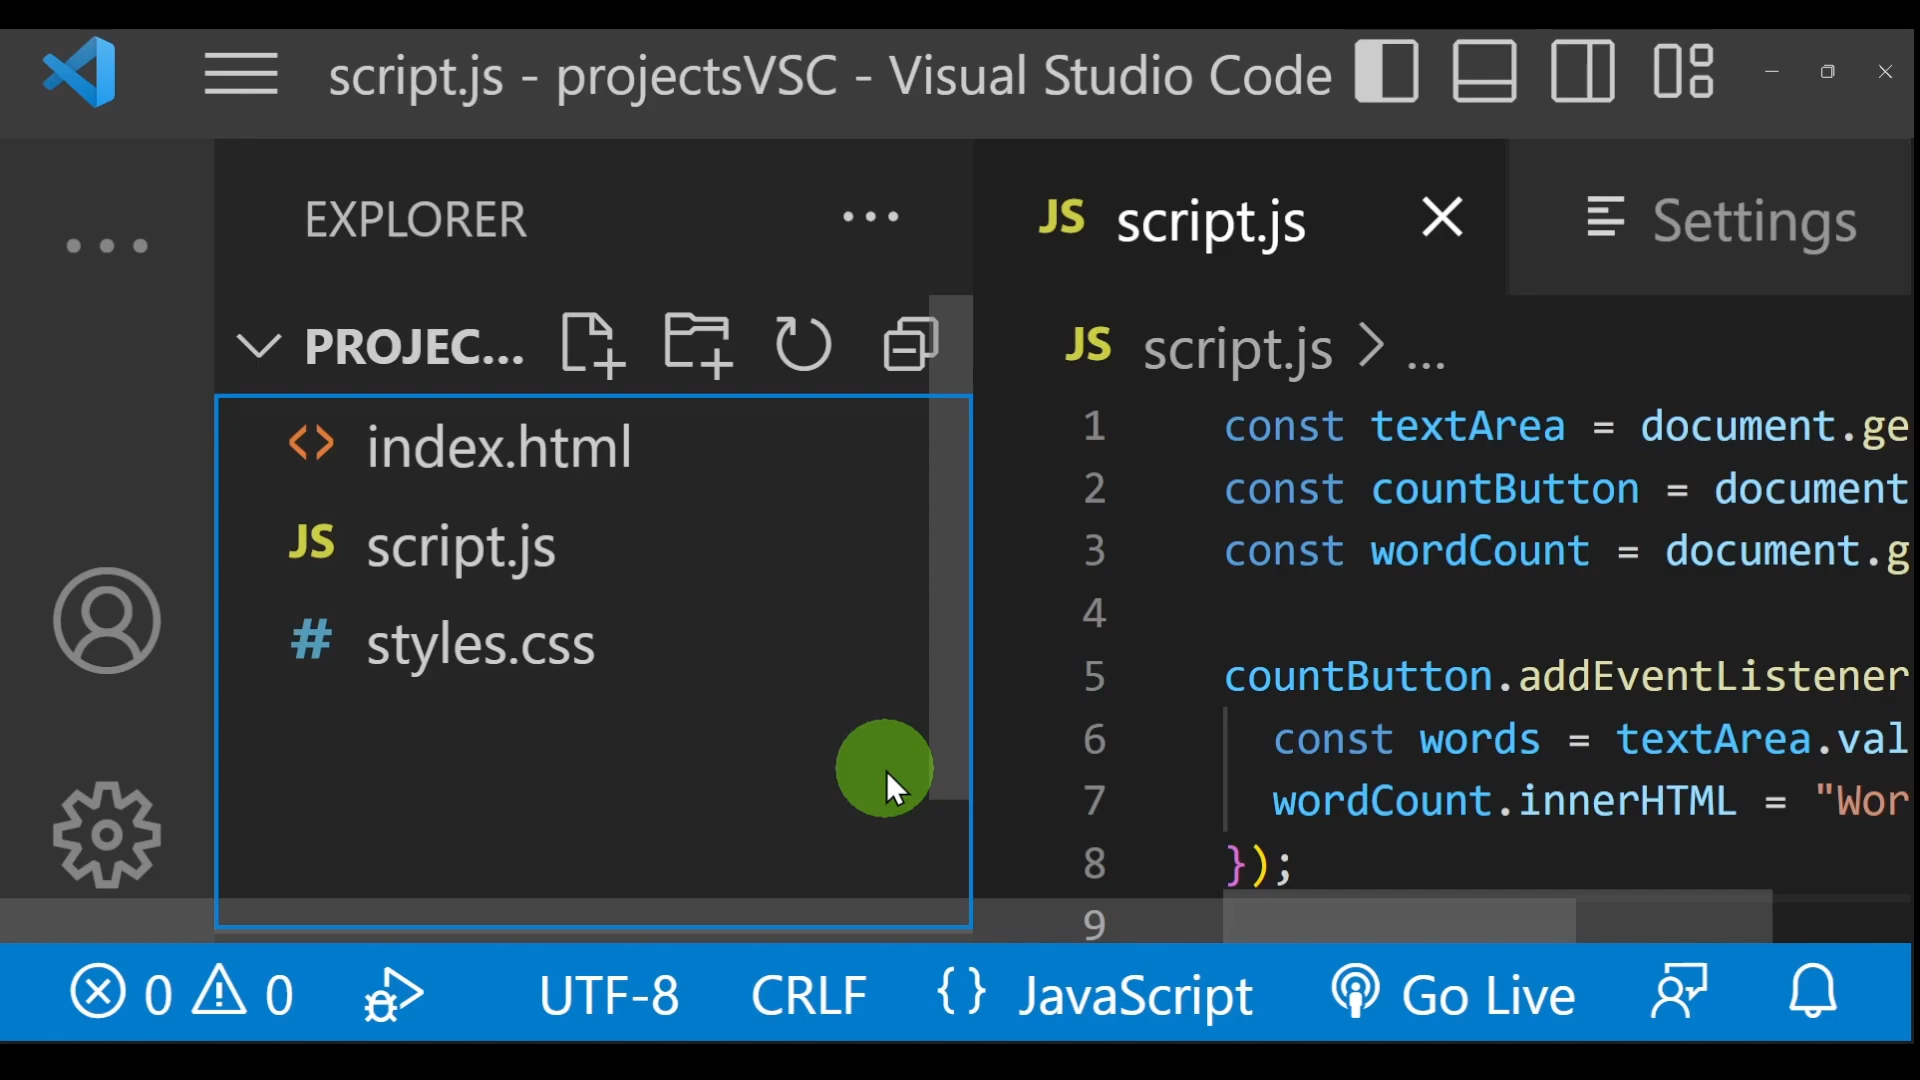 script.js - projectsVSC - Visual Studio Code
EXPLORER
PROJEC...
index.html
JS script.js
# styles.css
JS script.js
Settings
JS script.js > ...
1 const textArea = document.ge
2 const countButton = document
3 const wordCount = document.g
4
5 countButton.addEventListener
6 const words = textArea.val
7 wordCount.innerHTML = "Wor
8 });
9
0 0 UTF-8 CRLF {} JavaScript Go Live